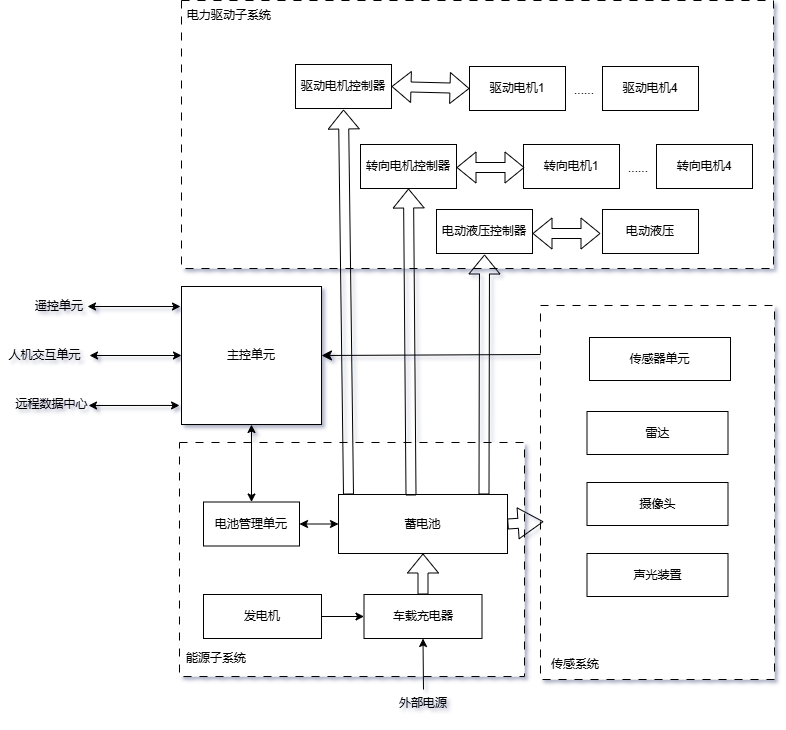 电力驱动子系统
驱动电机控制器
驱动电机1
......
驱动电机4
转向电机控制器
转向电机1
......
转向电机4
电动液压控制器
电动液压
遥控单元
人机交互单元
远程数据中心
主控单元
传感器单元
雷达
摄像头
声光装置
传感系统
电池管理单元
蓄电池
发电机
车载充电器
能源子系统
外部电源